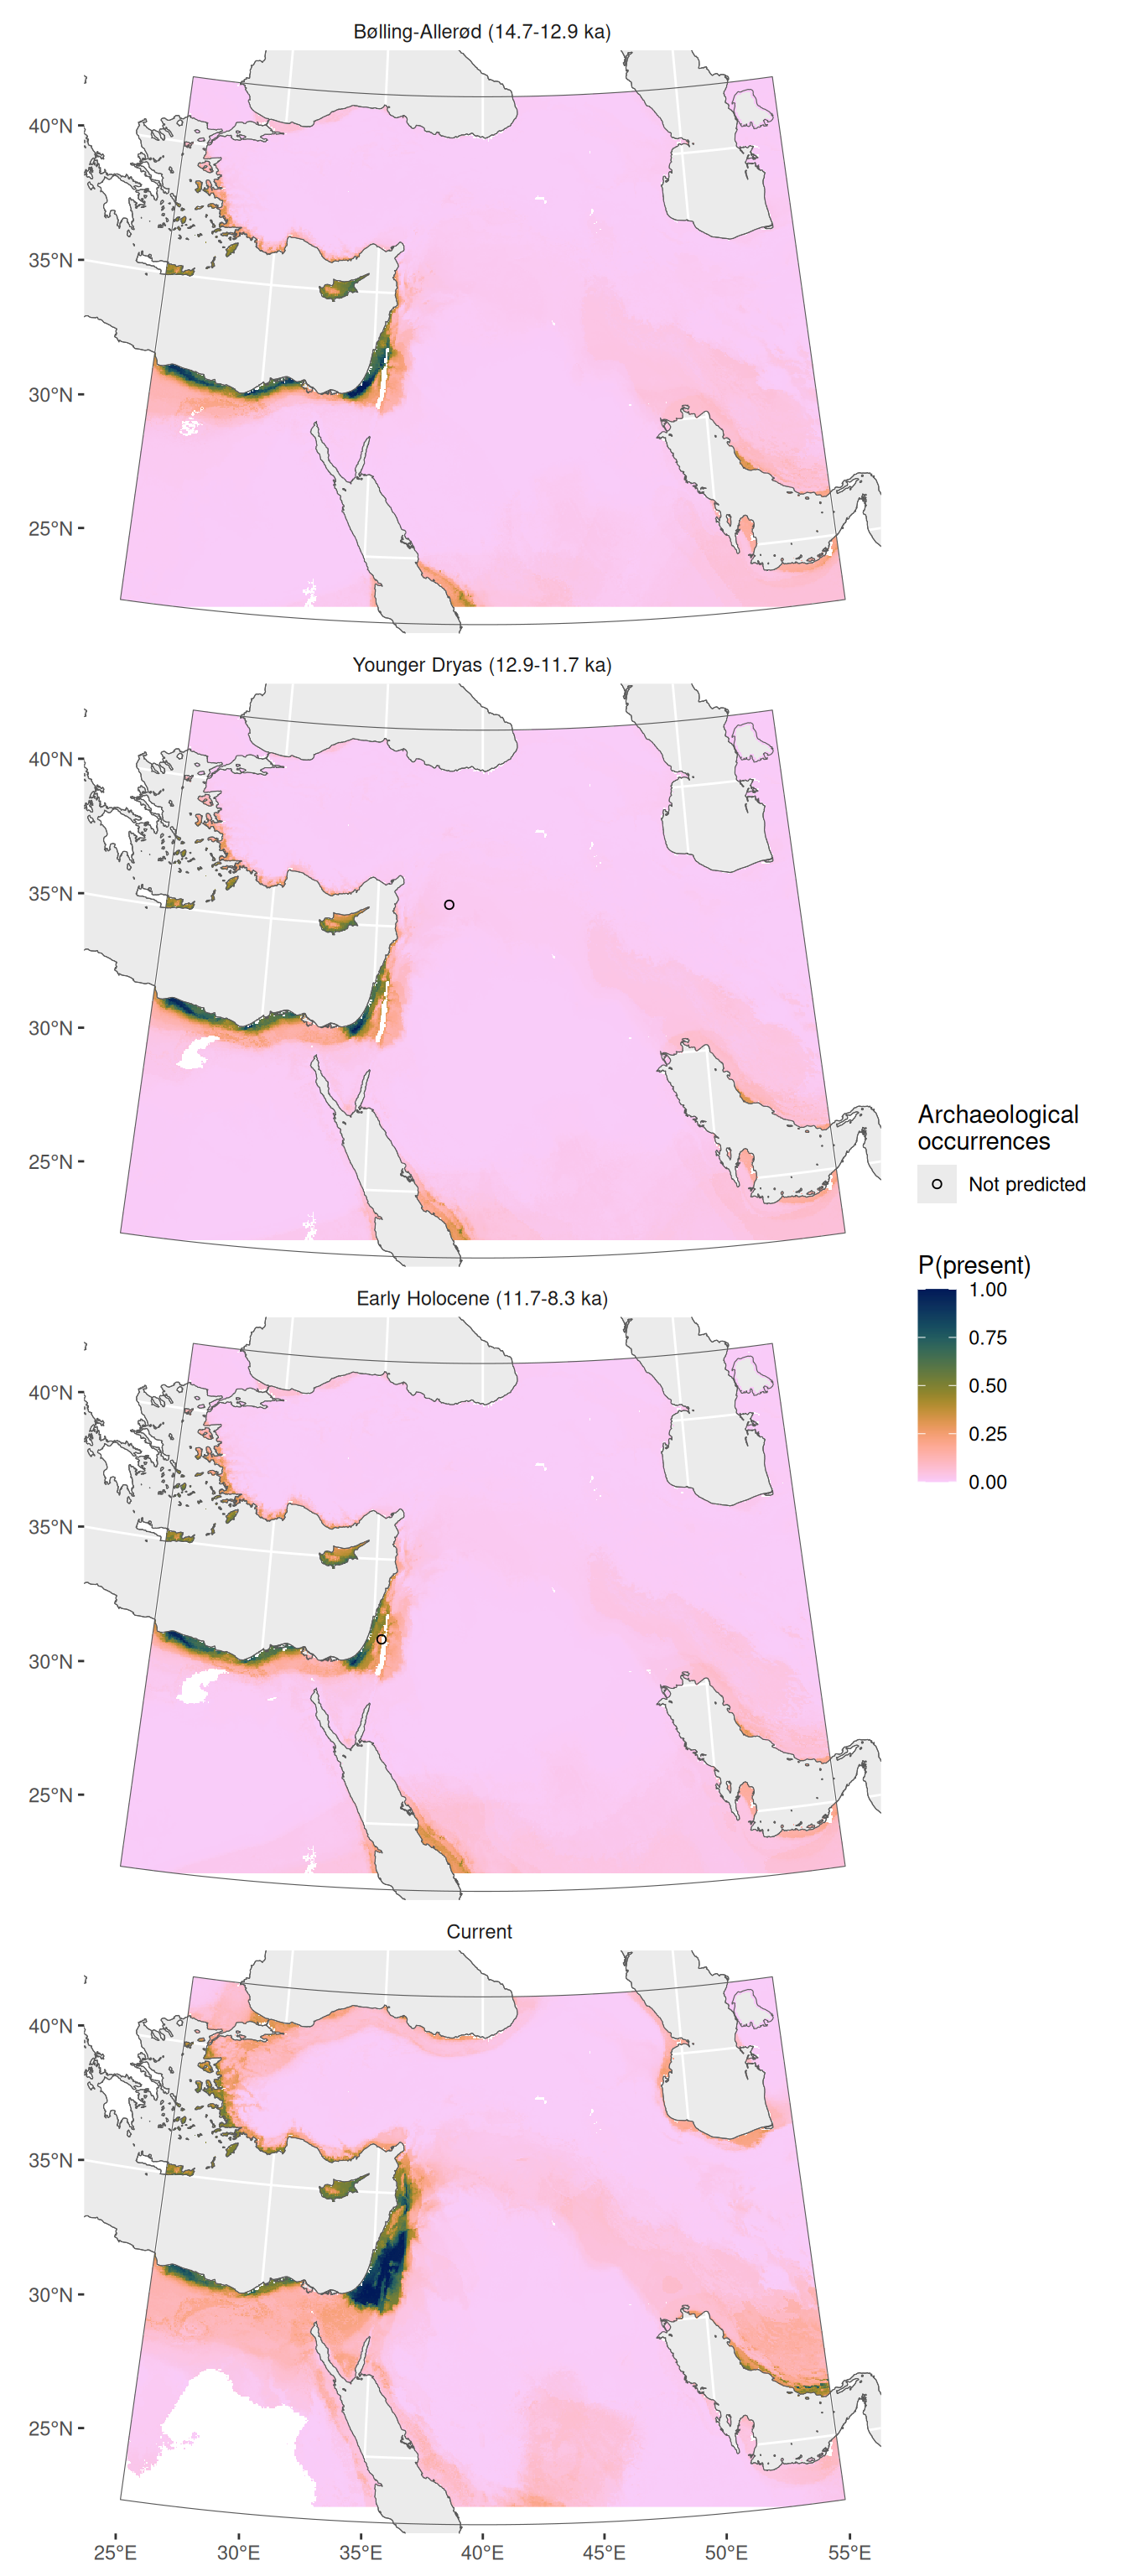 Bølling-Allerød (14.7-12.9 ka)
40°N
35°N
30°N
25°N
Younger Dryas (12.9-11.7 ka)
40°N
35°N
30°N
25°N
Archaeological
occurrences
Not predicted
P(present)
1.00
0.75
0.50
0.25
0.00
Early Holocene (11.7-8.3 ka)
40°N
35°N
30°N
25°N
Current
40°N
35°N
30°N
25°N
25°E 30°E 35°E 40°E 45°E 50°E 55°E